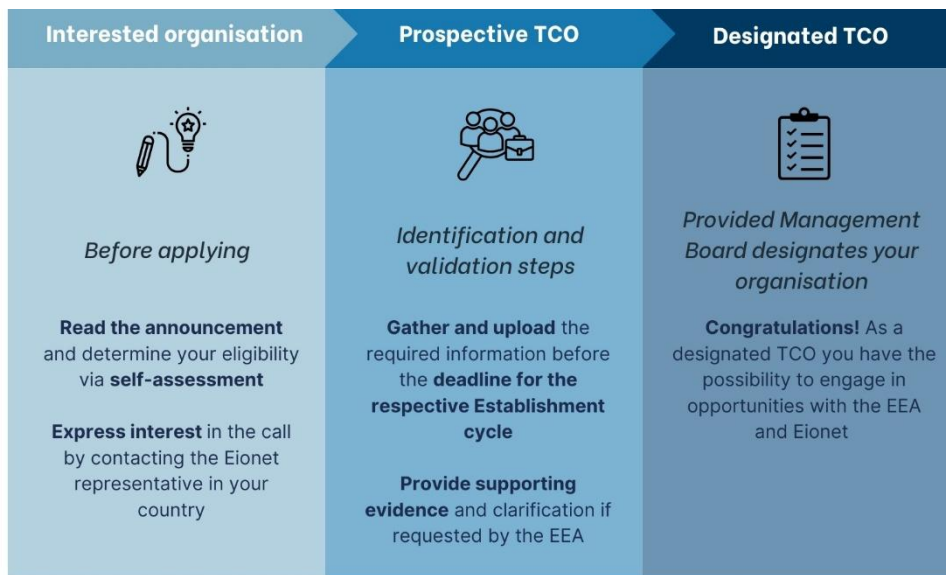 Interested organisation
Before applying
Read the announcement
and determine your eligibility
via self-assessment
Express interest in the call
by contacting the Eionet
representative in your
country
Prospective TCO
Identification and
validation steps
Gather and upload the
required information before
the deadline for the
respective Establishment
cycle
Provide supporting
evidence and clarification if
requested by the EEA
Designated TCO
Provided Management
Board designates your
organisation
Congratulations! As a
designated TCO you have the
possibility to engage in
opportunities with the EEA
and Eionet